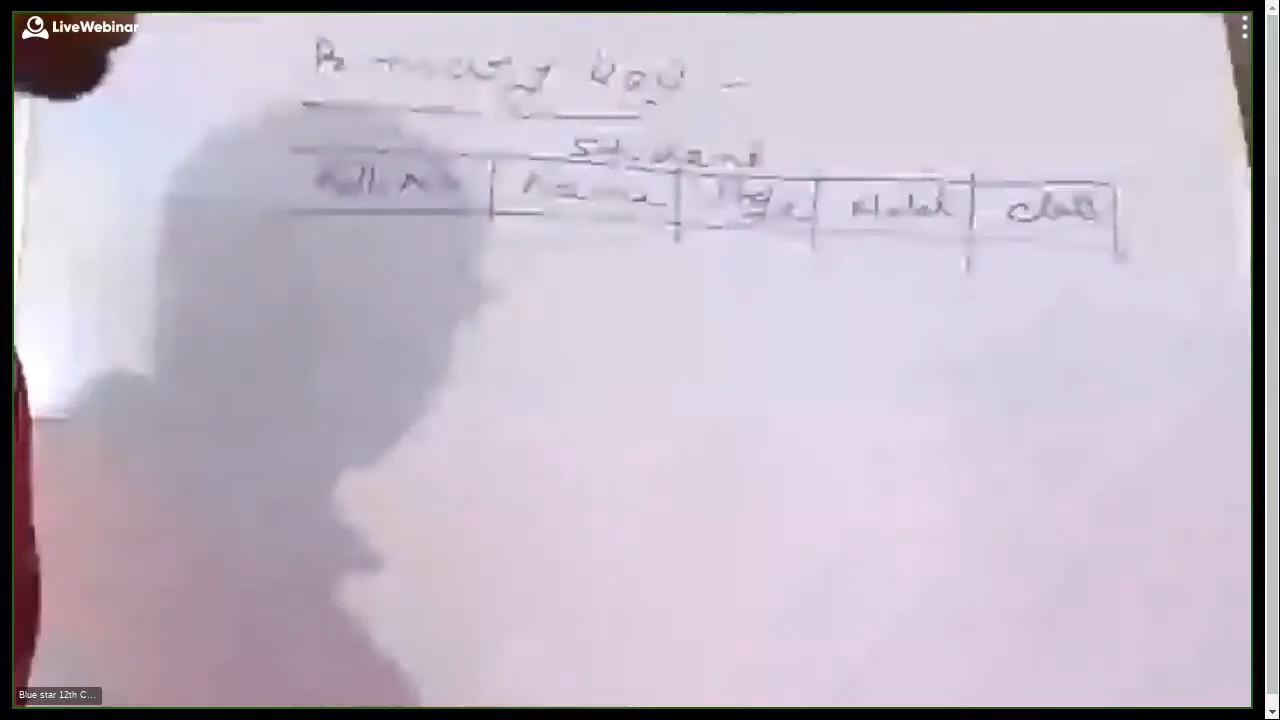 LiveWebinar
Primary key -
Student
Roll No Name Age class
Blue star 12th C...